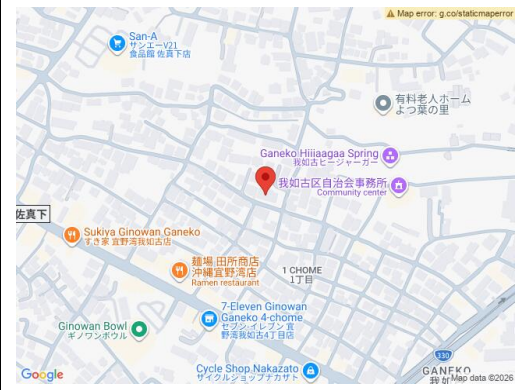 Map error: g.co/staticmaperror
San-A
サンエーV21
食品館 佐真下店
有料老人ホーム
よつ葉の里
Ganeko Hiiiaagaa Spring
我如古ヒージャーガー
我如古区自治会事務所
Community center
佐真下
Sukiya Ginowan Ganeko
すき家 宜野湾我如古店
麺場 田所商店
沖縄宜野湾店
Ramen restaurant
1 CHOME
1丁目
7-Eleven Ginowan
Ganeko 4-chome
セブン-イレブン 宜
野湾我如古4丁目店
Ginowan Bowl
ギノワンボウル
Cycle Shop Nakazato
サイクルショップナカザト
330
GANEKO
我如
Google
Map data ©2026